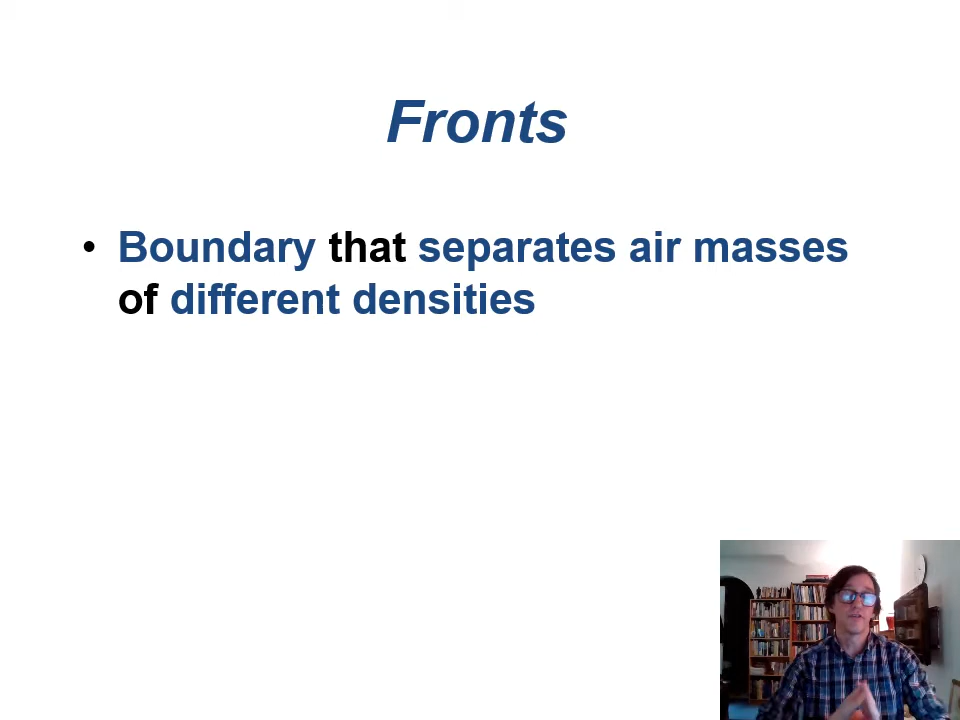 Fronts
• Boundary that separates air masses
of different densities